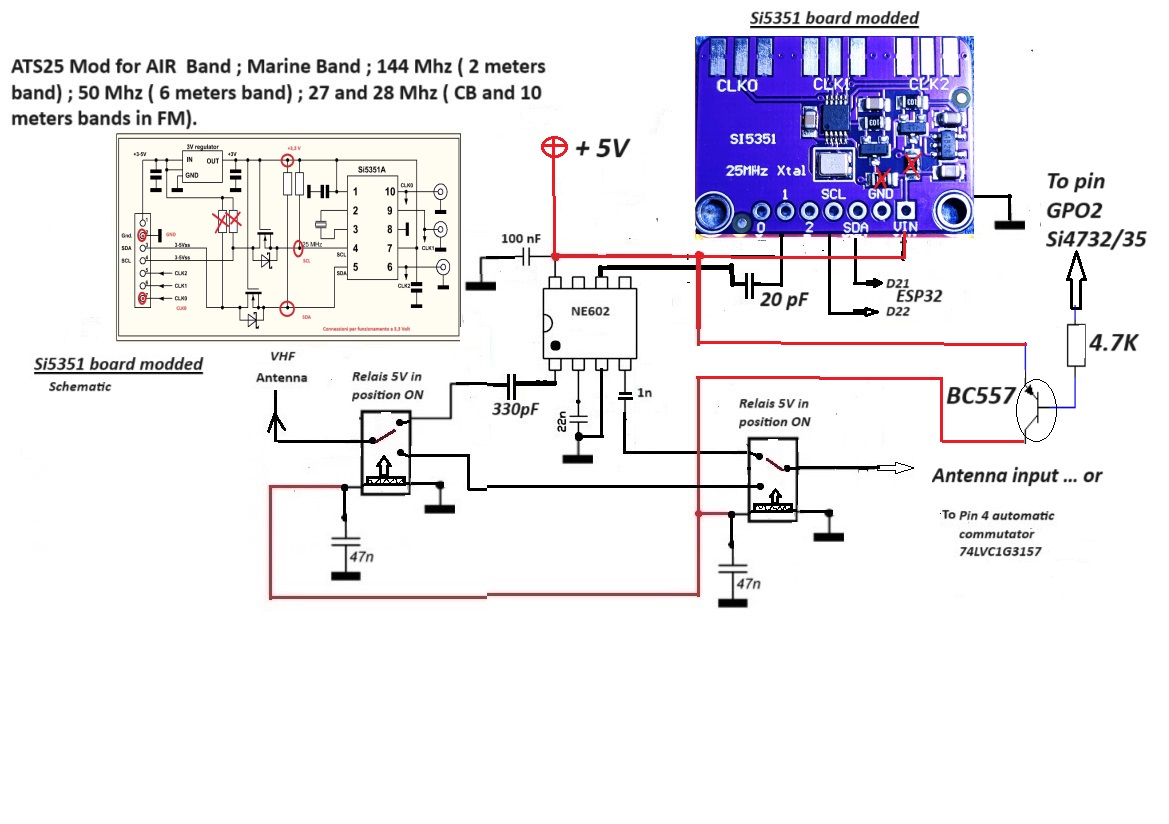 Si5351 board modded
ATS25 Mod for AIR Band ; Marine Band ; 144 Mhz ( 2 meters
band) ; 50 Mhz ( 6 meters band) ; 27 and 28 Mhz ( CB and 10
meters bands in FM).
CLK0 CLK1 CLK2
SI5351
25MHz Xtal
GND
1 SCL
0 2 SDA VIN
+ 5V
3V regulator
+3-5V
IN OUT
GND
+3V
+3,3 V
Si5351A
1 10 CLK0
2 9
3 8 CLK1
4 7
5 6 CLK2
25 MHz
SCL
SDA
SCL
SDA
Gnd
GND
SDA 3-5Vss
SCL 3-5Vss
CLK2
CLK1
CLK0
CLK0
Connessioni per funzionamento a 3,3 Volt
Si5351 board modded
Schematic
100 nF
NE602
20 pF
D21
ESP32
D22
To pin
GPO2
Si4732/35
4.7K
BC557
VHF
Antenna
Relais 5V in
position ON
330pF
22n
1n
Relais 5V in
position ON
Antenna input ... or
To Pin 4 automatic
commutator
74LVC1G3157
47n
47n